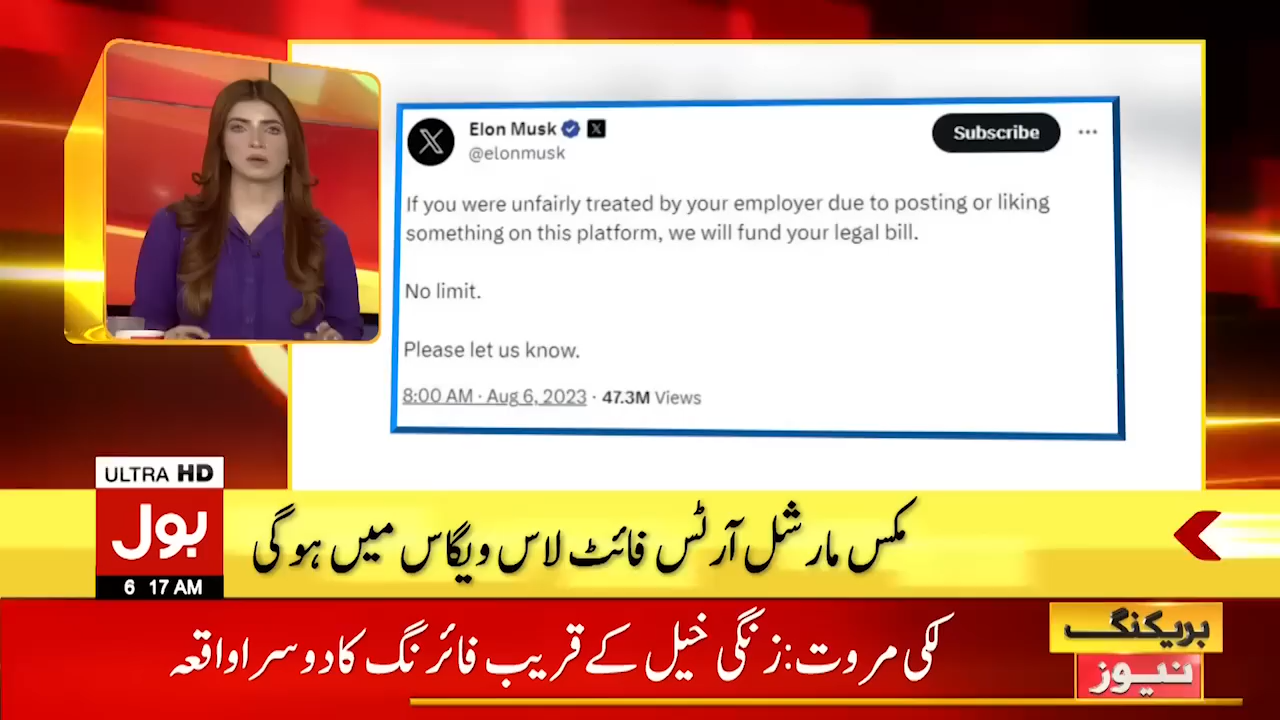 Elon Musk
@elonmusk
Subscribe
If you were unfairly treated by your employer due to posting or liking
something on this platform, we will fund your legal bill.
No limit.
Please let us know.
8:00 AM · Aug 6, 2023 · 47.3M Views
ULTRA HD
بول
6 17 AM
مکس مارشل آرٹس فائٹ لاس ویگاس میں ہوگی
لکی مروت: زنگی خیل کے قریب فائرنگ کا دوسرا واقعہ
بریکنگ
نیوز